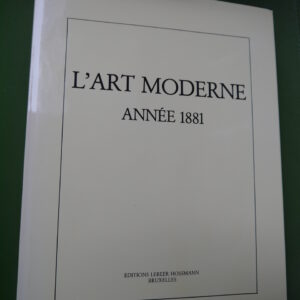 L'ART MODERNE
ANNÉE 1881
EDITIONS LEBEER HOSSMANN
BRUXELLES